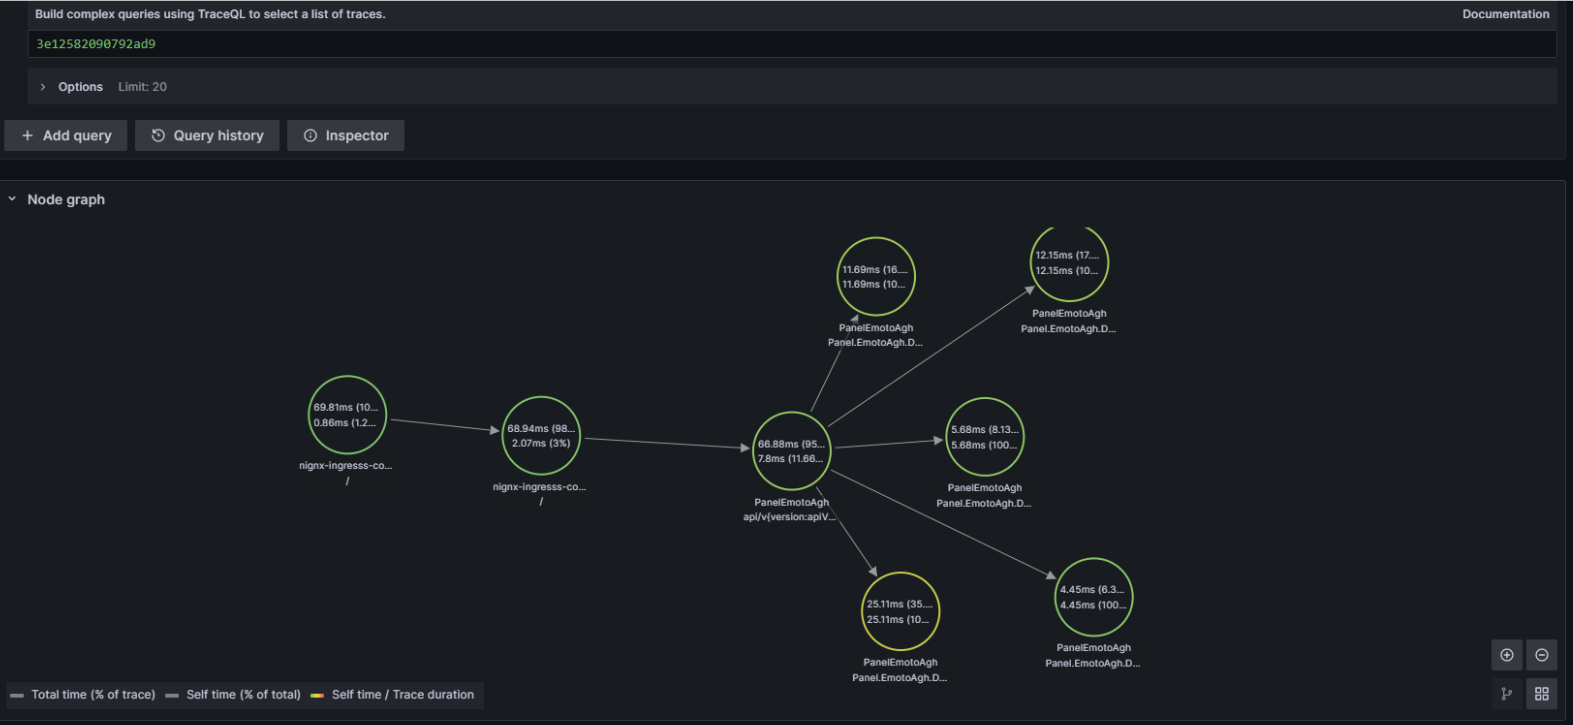 Build complex queries using TraceQL to select a list of traces.
Documentation
3e12582090792ad9
Options Limit: 20
Add query
Query history
Inspector
Node graph
69.81ms (10...
0.86ms (1.2...
nignx-ingresss-co...
/
68.94ms (98...
2.07ms (3%)
nignx-ingresss-co...
/
66.88ms (95...
7.8ms (11.66...
PanelEmotoAgh
api/v{version:apiV...
11.69ms (16....
11.69ms (10...
PanelEmotoAgh
Panel.EmotoAgh.D...
12.15ms (17....
12.15ms (10...
PanelEmotoAgh
Panel.EmotoAgh.D...
5.68ms (8.13...
5.68ms (100...
PanelEmotoAgh
Panel.EmotoAgh.D...
4.45ms (6.3...
4.45ms (100...
PanelEmotoAgh
Panel.EmotoAgh.D...
25.11ms (35....
25.11ms (10...
PanelEmotoAgh
Panel.EmotoAgh.D...
Total time (% of trace)
Self time (% of total)
Self time / Trace duration